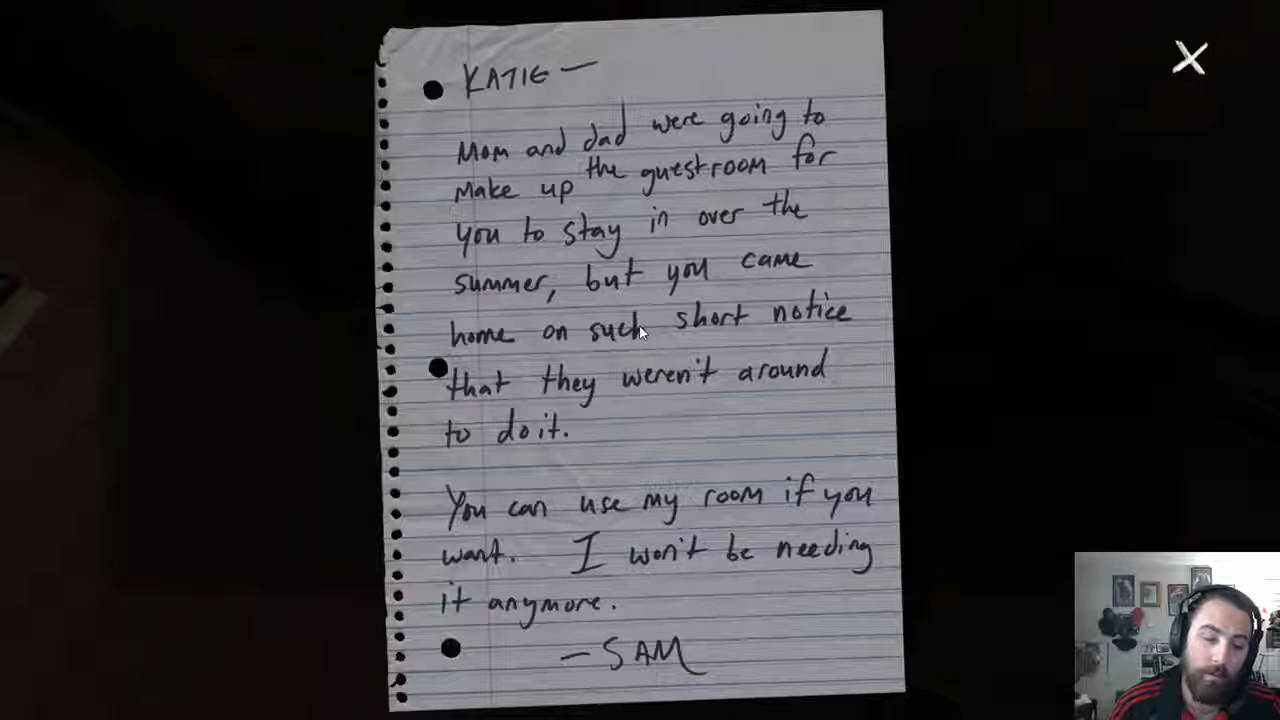 KATIE —
Mom and dad were going to
make up the guestroom for
you to stay in over the
summer, but you came
home on such short notice
that they weren't around
to do it.
You can use my room if you
want. I won't be needing
it anymore.
— SAM